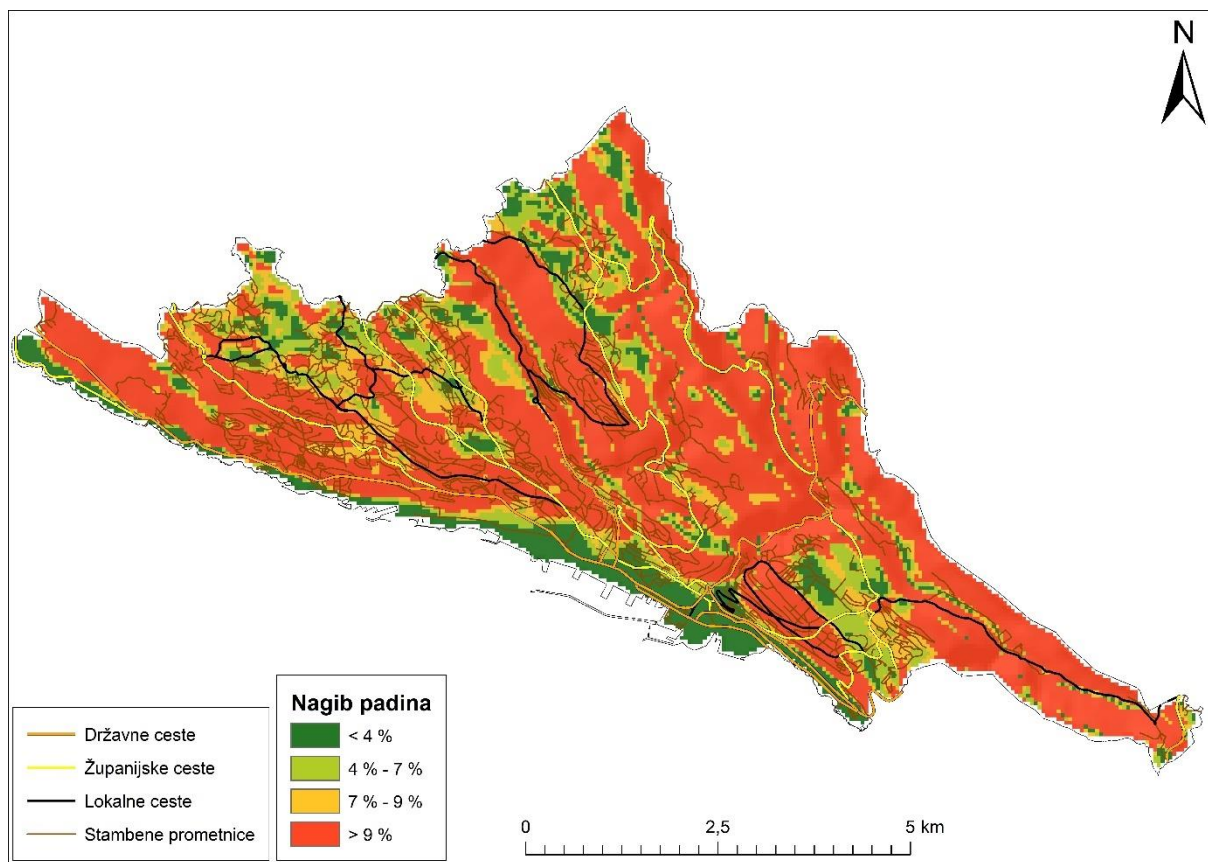 N
Državne ceste
Županijske ceste
Lokalne ceste
Stambene prometnice
Nagib padina
< 4 %
4 % - 7 %
7 % - 9 %
> 9 %
0 2,5 5 km